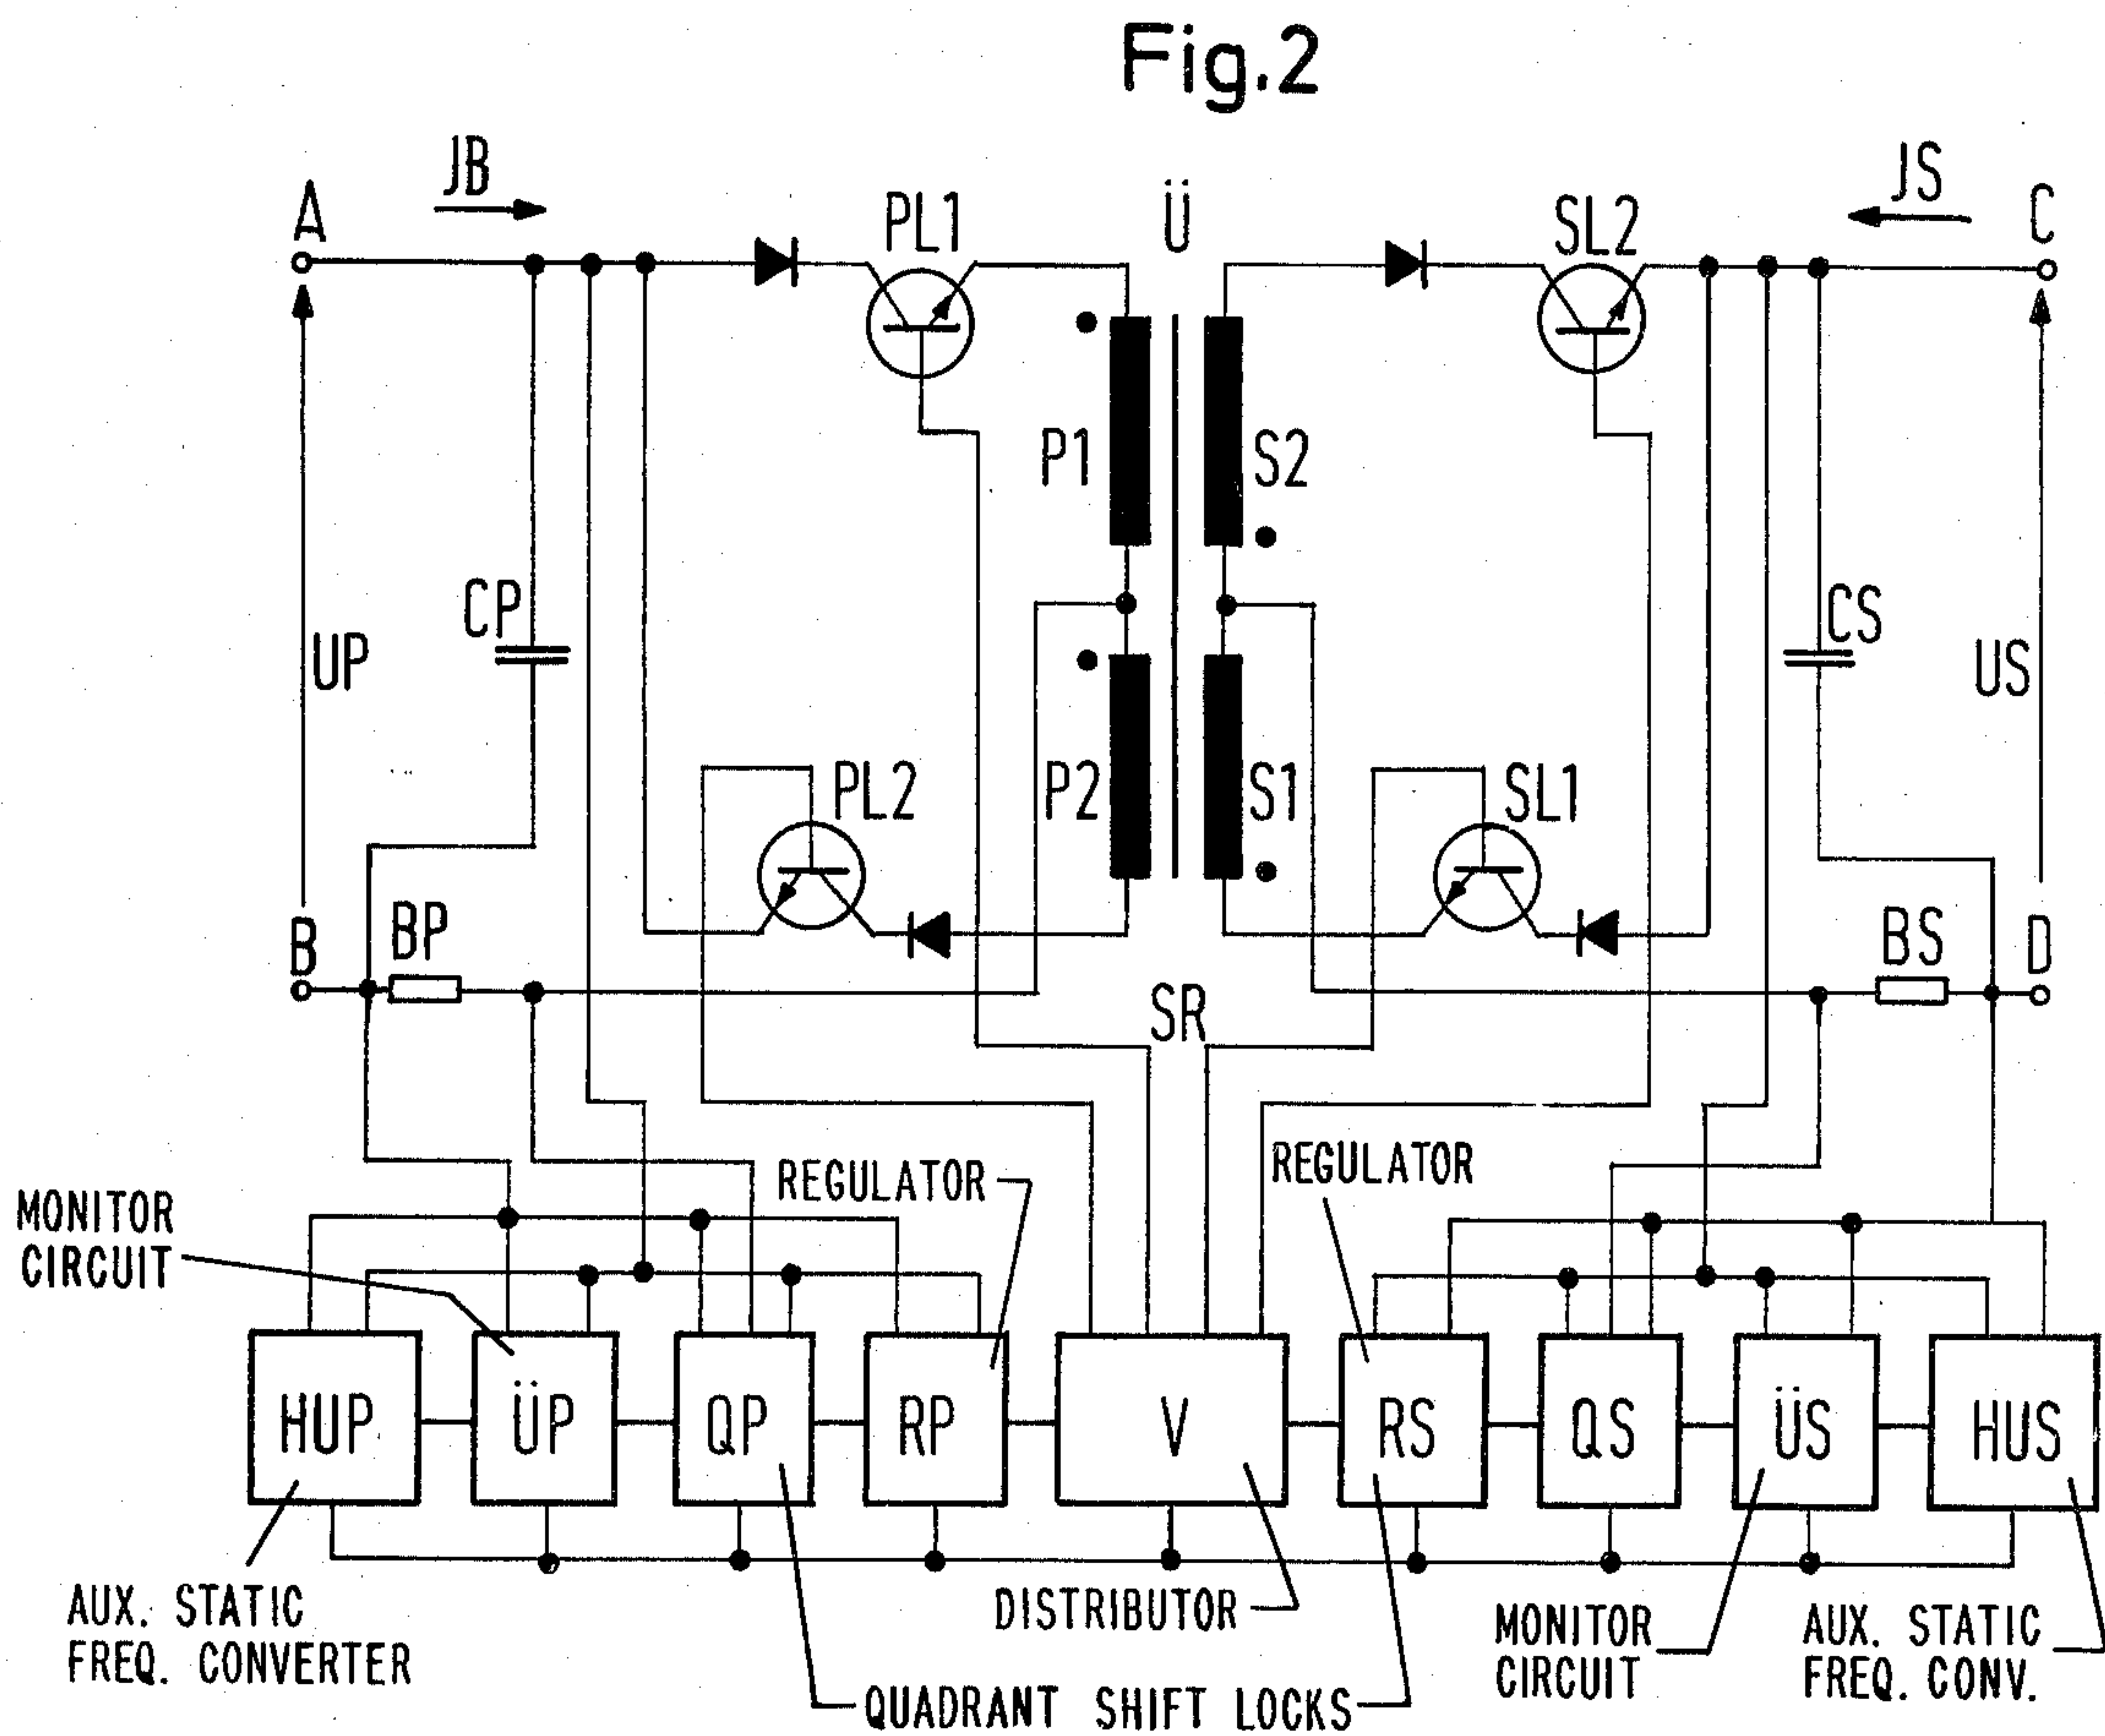 Fig.2
JB
JS
A
PL1
Ü
SL2
C
P1
S2
CP
CS
UP
US
PL2
P2
S1
SL1
B
BP
SR
BS
D
REGULATOR
REGULATOR
MONITOR
CIRCUIT
HUP
ÜP
QP
RP
V
RS
QS
ÜS
HUS
AUX. STATIC
FREQ. CONVERTER
DISTRIBUTOR
MONITOR
CIRCUIT
AUX. STATIC
FREQ. CONV.
QUADRANT SHIFT LOCKS